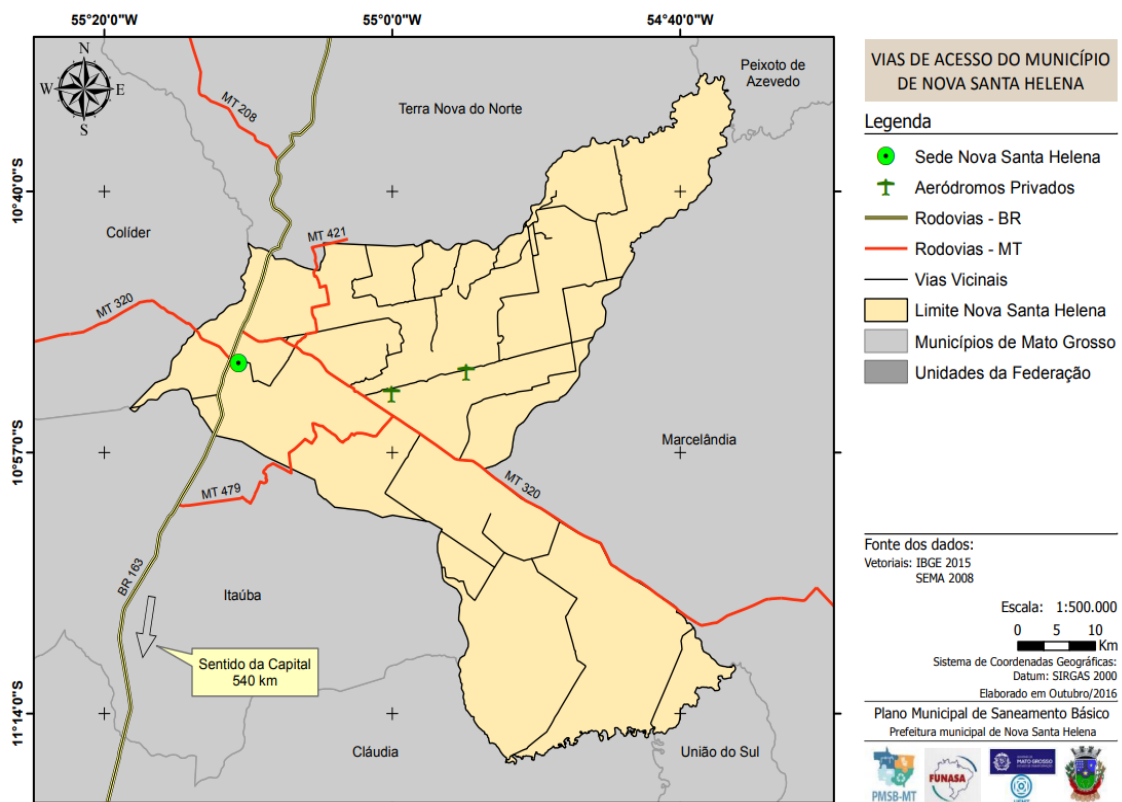 55°20'0"W
55°0'0"W
54°40'0"W
N
W
E
S
10°40'0"S
10°57'0"S
11°14'0"S
Peixoto de
Azevedo
Terra Nova do Norte
MT 208
Colíder
MT 421
MT 320
Marcelândia
MT 320
MT 479
BR 163
Itaúba
Sentido da Capital
540 km
Cláudia
União do Sul
VIAS DE ACESSO DO MUNICÍPIO
DE NOVA SANTA HELENA
Legenda
Sede Nova Santa Helena
Aeródromos Privados
Rodovias - BR
Rodovias - MT
Vias Vicinais
Limite Nova Santa Helena
Municípios de Mato Grosso
Unidades da Federação
Fonte dos dados:
Vetoriais: IBGE 2015
SEMA 2008
Escala: 1:500.000
0 5 10
Km
Sistema de Coordenadas Geográficas:
Datum: SIRGAS 2000
Elaborado em Outubro/2016
Plano Municipal de Saneamento Básico
Prefeitura municipal de Nova Santa Helena
PMSB-MT
FUNASA
MATO GROSSO